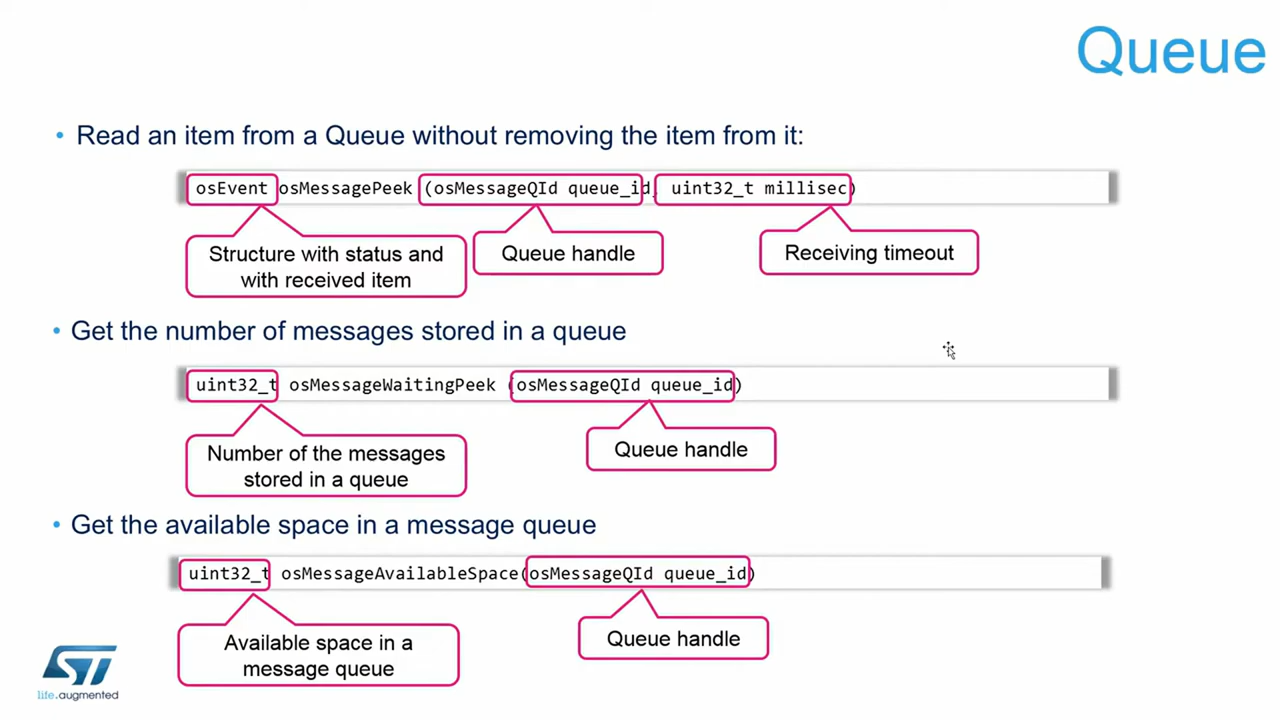 Queue
• Read an item from a Queue without removing the item from it:
osEvent osMessagePeek (osMessageQId queue_id, uint32_t millisec)
Structure with status and
with received item
Queue handle
Receiving timeout
• Get the number of messages stored in a queue
uint32_t osMessageWaitingPeek (osMessageQId queue_id)
Number of the messages
stored in a queue
Queue handle
• Get the available space in a message queue
uint32_t osMessageAvailableSpace(osMessageQId queue_id)
Available space in a
message queue
Queue handle
ST
life.augmented